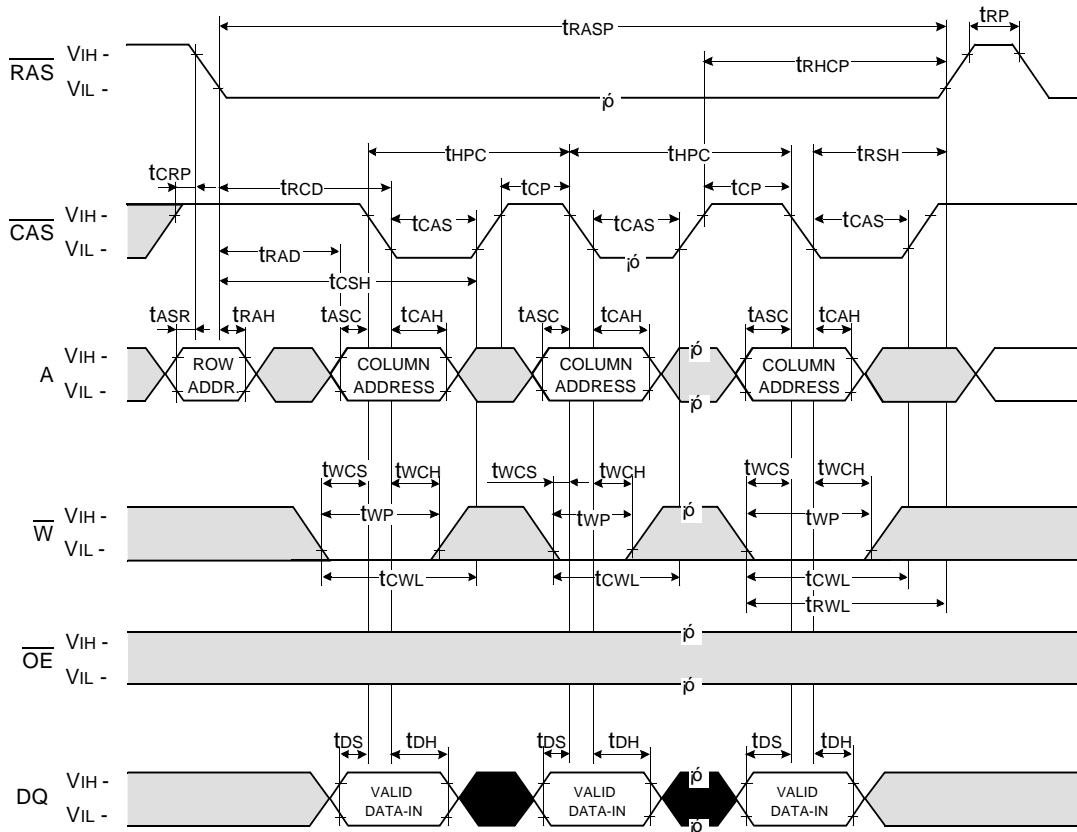 tRASP
tRP
RAS
VIH -
VIL -
tRHCP
¡ó
tHPC
tHPC
tRSH
tCRP
tRCD
tCP
tCP
CAS
VIH -
VIL -
tCAS
tCAS
tCAS
tRAD
tCSH
¡ó
tASR
tRAH
tASC
tCAH
tASC
tCAH
tASC
tCAH
A
VIH -
VIL -
ROW
ADDR.
COLUMN
ADDRESS
COLUMN
ADDRESS
¡ó
¡ó
COLUMN
ADDRESS
tWCS
tWCH
tWCS
tWCH
tWCS
tWCH
W
VIH -
VIL -
tWP
tWP
¡ó
tWP
tCWL
tCWL
tCWL
tRWL
OE
VIH -
VIL -
¡ó
¡ó
tDS
tDH
tDS
tDH
tDS
tDH
DQ
VIH -
VIL -
VALID
DATA-IN
VALID
DATA-IN
¡ó
¡ó
VALID
DATA-IN